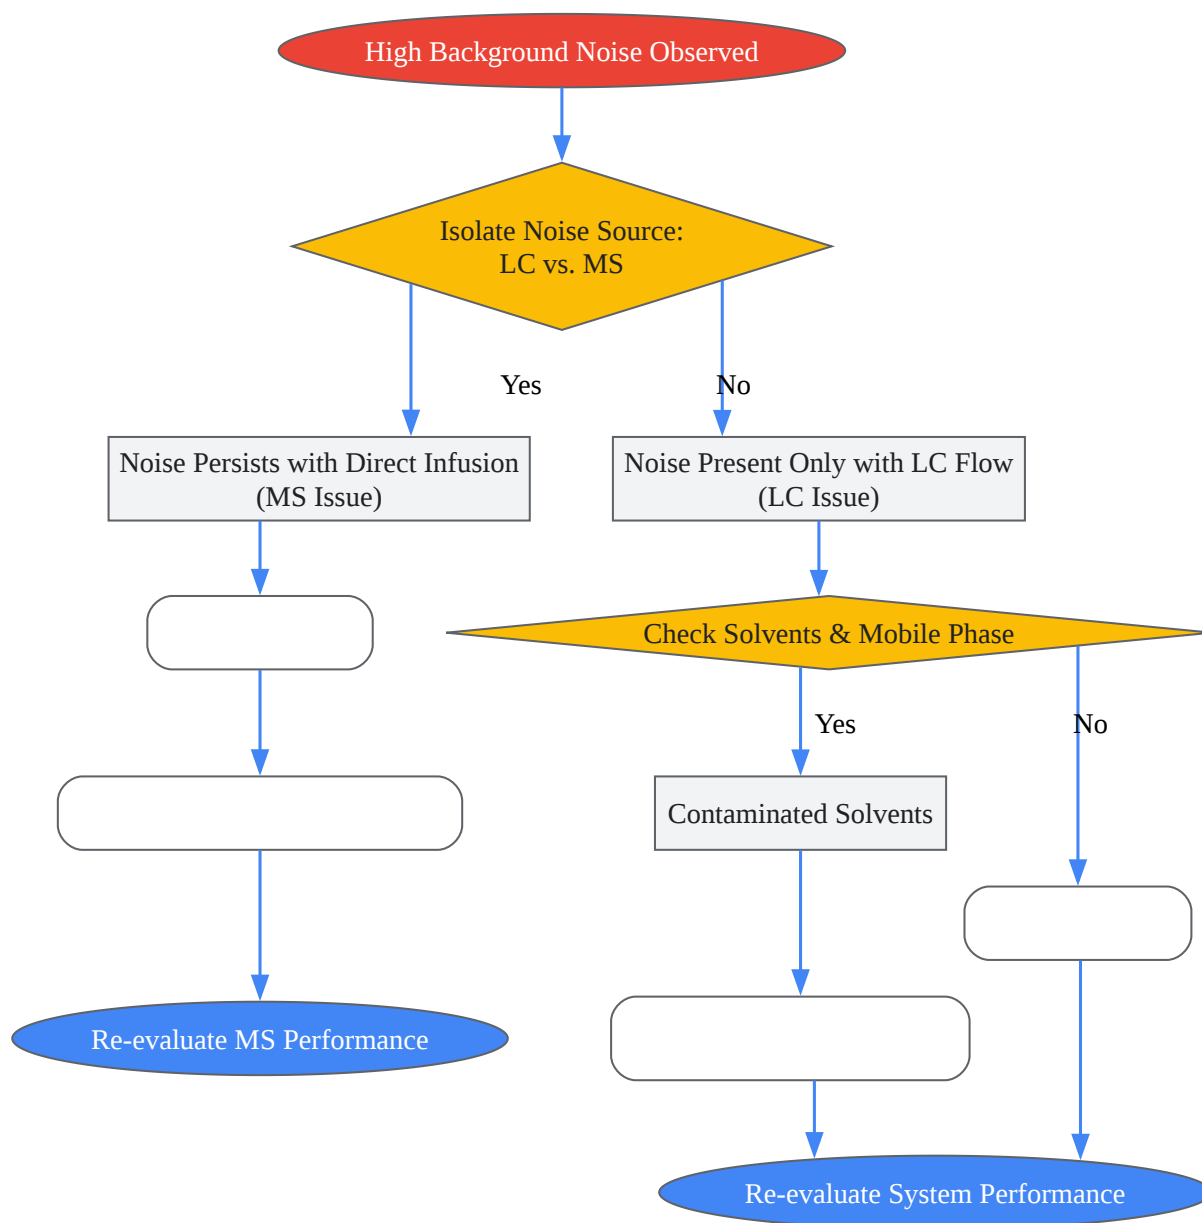 High Background Noise Observed
Isolate Noise Source:
LC vs. MS
Yes
No
Noise Persists with Direct Infusion
(MS Issue)
Noise Present Only with LC Flow
(LC Issue)
Check Solvents & Mobile Phase
Yes
No
Contaminated Solvents
Re-evaluate MS Performance
Re-evaluate System Performance